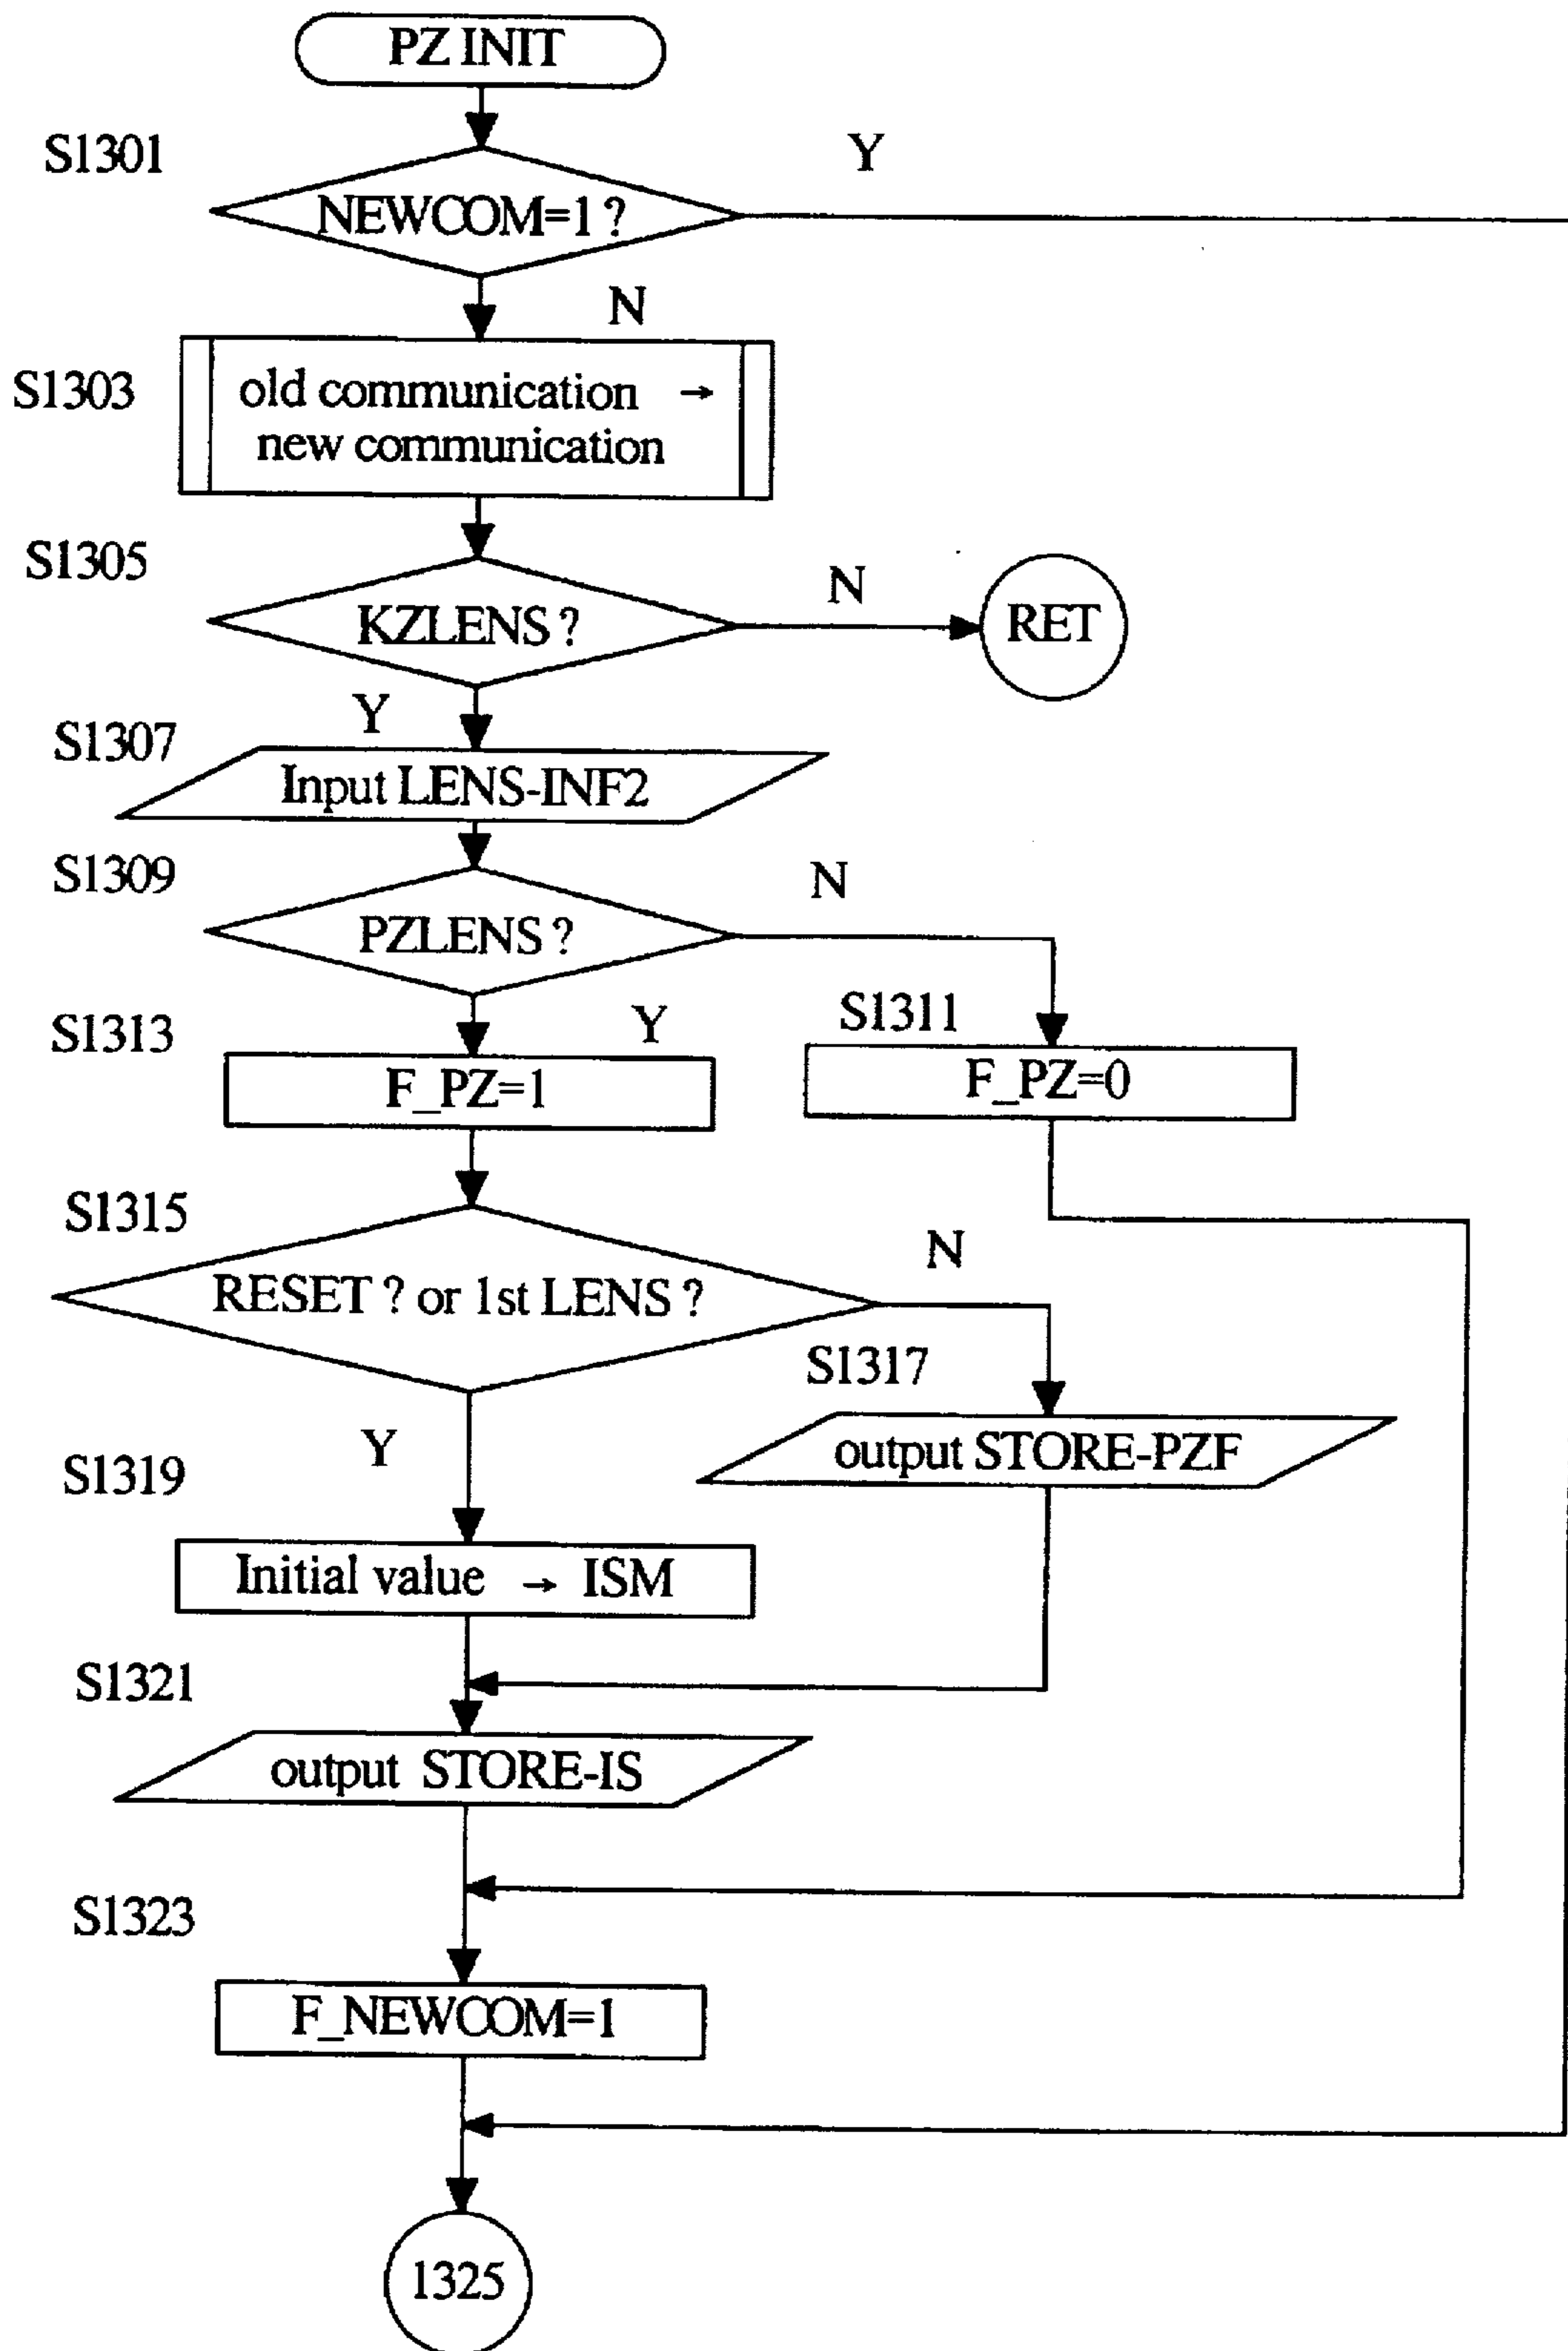 PZ INIT
S1301
Y
NEWCOM=1 ?
N
S1303
old communication →
new communication
S1305
N
KZLENS ?
RET
Y
S1307
Input LENS-INF2
S1309
N
PZLENS ?
S1313
Y
S1311
F_PZ=1
F_PZ=0
S1315
N
RESET ? or 1st LENS ?
S1317
Y
output STORE-PZF
S1319
Initial value → ISM
S1321
output STORE-IS
S1323
F_NEWCOM=1
1325